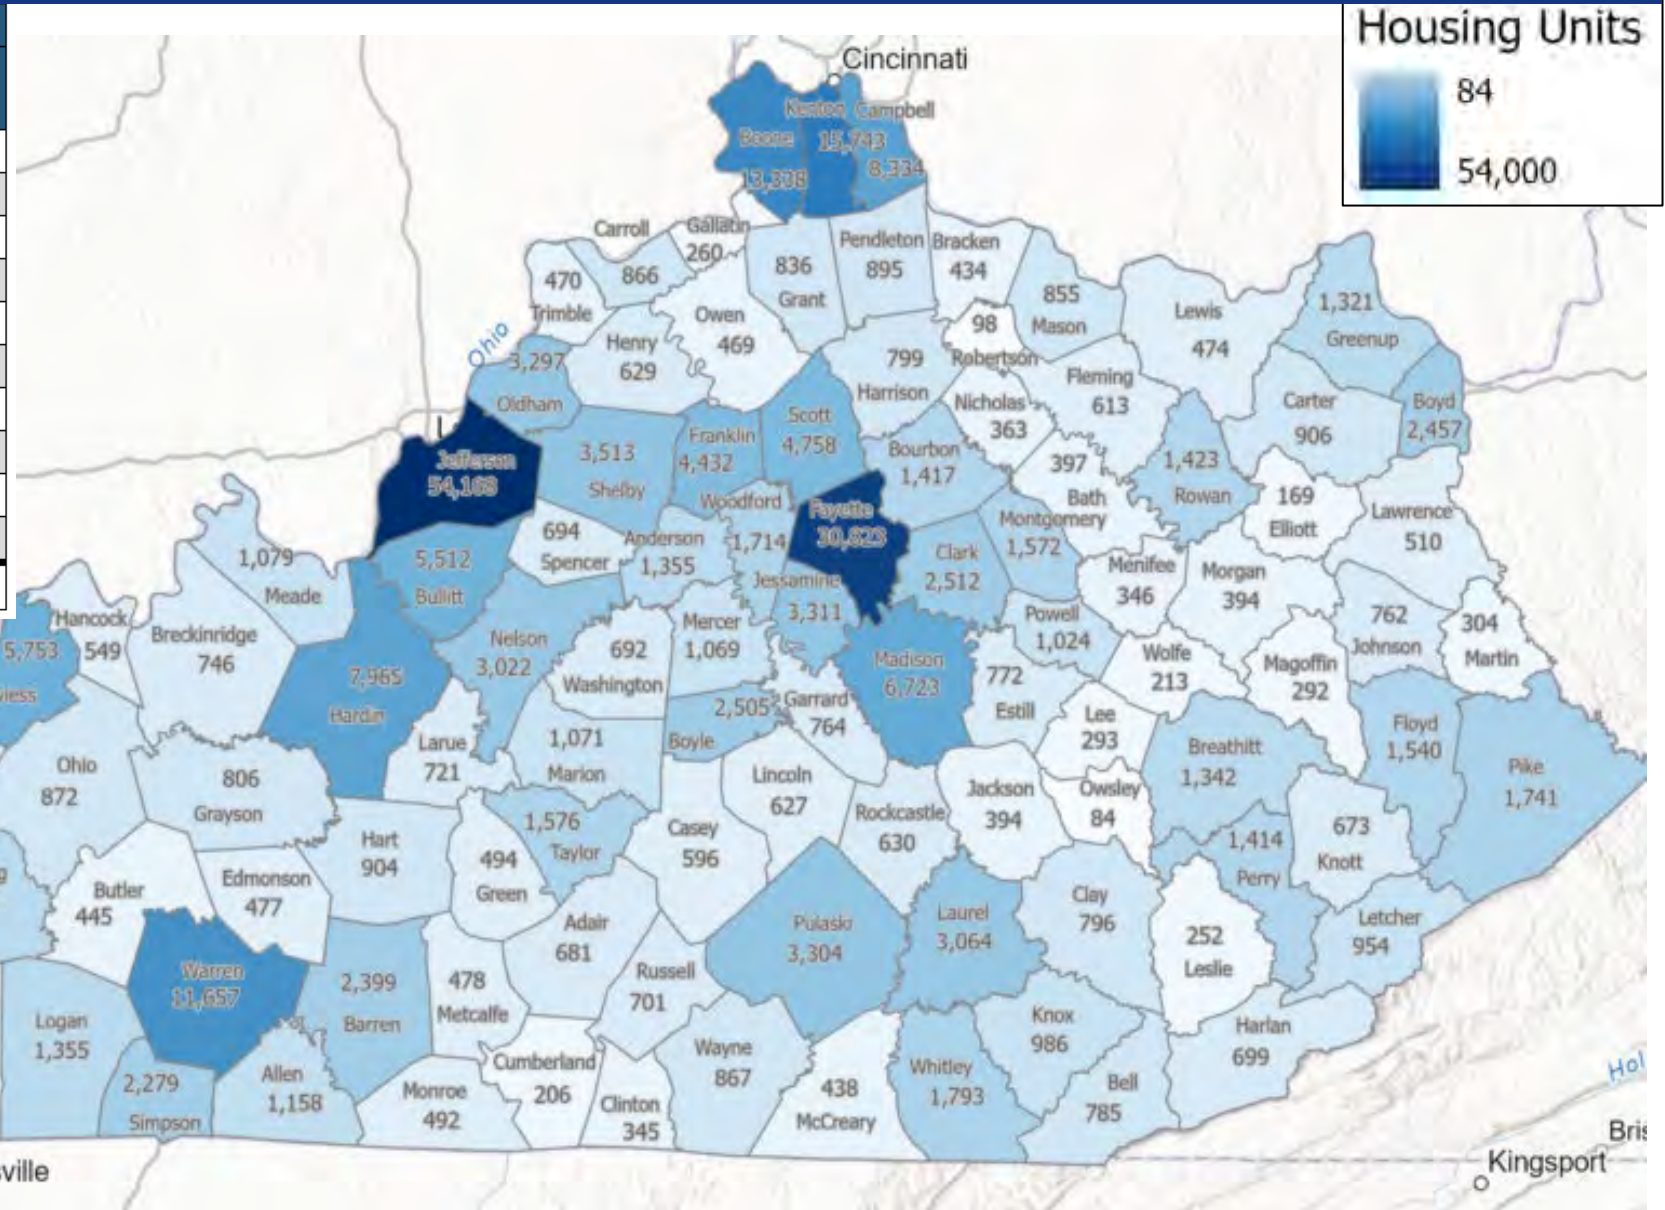 Housing Units
84
54,000
Cincinnati
Kenton
Campbell
Boone
15,743
8,334
13,338
Carroll
866
Gallatin
260
836
Grant
Pendleton
895
Bracken
434
470
Trimble
Owen
469
98
Robertson
855
Mason
Lewis
474
1,321
Greenup
Ohio
3,297
Oldham
Henry
629
799
Harrison
Nicholas
363
Fleming
613
Carter
906
Boyd
2,457
L
Jefferson
54,168
3,513
Shelby
Franklin
4,432
Scott
4,758
Bourbon
1,417
397
Bath
1,423
Rowan
169
Elliott
Lawrence
510
Woodford
1,714
Fayette
30,823
Montgomery
1,572
1,079
Meade
5,512
Bullitt
694
Spencer
Anderson
1,355
Jessamine
3,311
Clark
2,512
Menifee
346
Morgan
394
762
Johnson
304
Martin
5,753
iess
Hancock
549
Breckinridge
746
7,965
Hardin
Nelson
3,022
692
Washington
Mercer
1,069
Madison
6,723
Powell
1,024
772
Estill
Wolfe
213
Magoffin
292
Garrard
764
2,505
Boyle
Lee
293
Floyd
1,540
Pike
1,741
Ohio
872
806
Grayson
Larue
721
1,071
Marion
Lincoln
627
Rockcastle
630
Jackson
394
Owsley
84
Breathitt
1,342
Hart
904
1,576
Taylor
494
Green
Casey
596
1,414
Perry
673
Knott
g
Butler
445
Edmonson
477
Adair
681
Pulaski
3,304
Laurel
3,064
Clay
796
252
Leslie
Letcher
954
Warren
11,657
2,399
Barren
478
Metcalfe
Russell
701
Logan
1,355
Knox
986
Harlan
699
2,279
Simpson
Allen
1,158
Monroe
492
Cumberland
206
Clinton
345
Wayne
867
438
McCreary
Whitley
1,793
Bell
785
Hol
Bris
Kingsport
sville